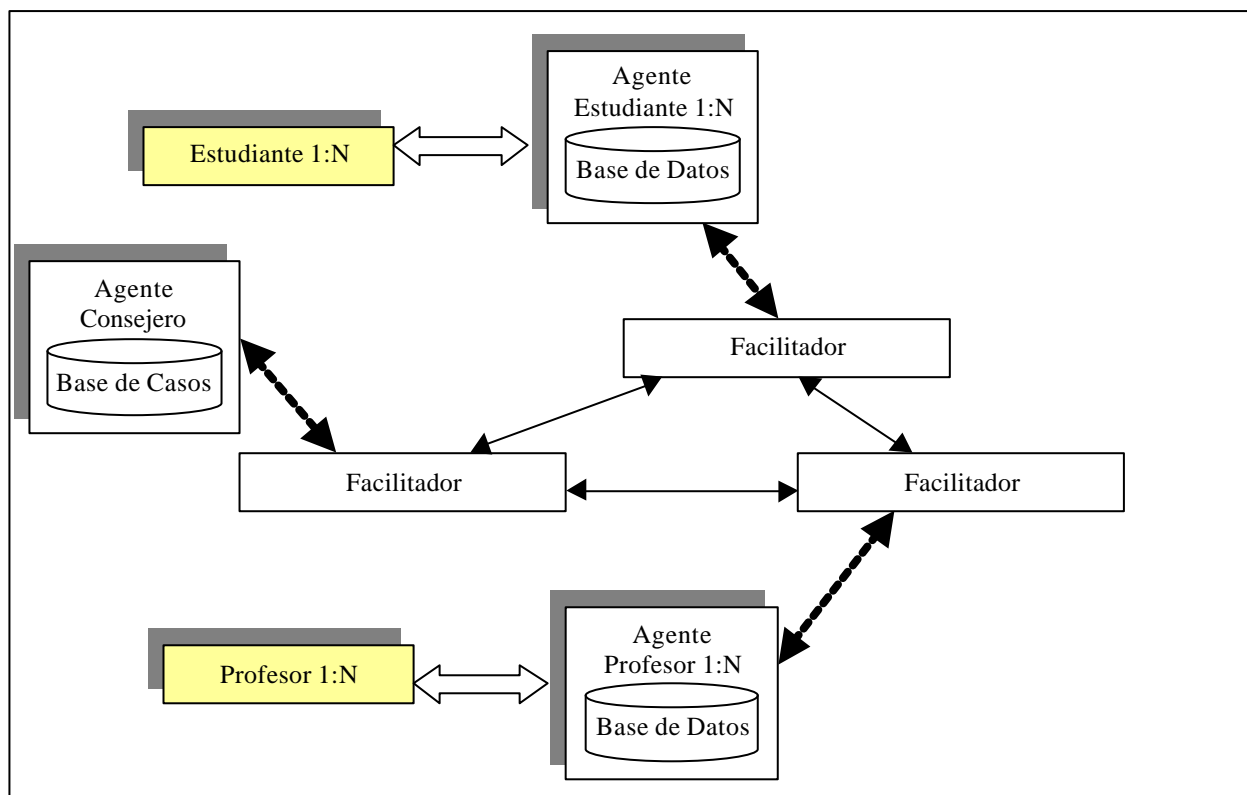 Agente
Estudiante 1:N
Base de Datos
Estudiante 1:N
Agente
Consejero
Base de Casos
Facilitador
Facilitador
Facilitador
Agente
Profesor 1:N
Base de Datos
Profesor 1:N